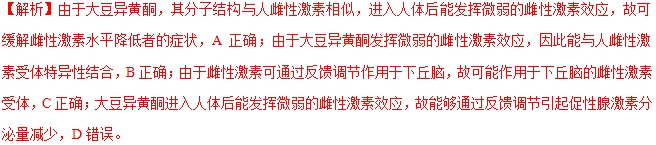 【解析】由于大豆异黄酮，其分子结构与人雌性激素相似，进入人体后能发挥微弱的雌性激素效应，故可
缓解雌性激素水平降低者的症状，A 正确；由于大豆异黄酮发挥微弱的雌性激素效应，因此能与人雌性激
素受体特异性结合，B 正确；由于雌性激素可通过反馈调节作用于下丘脑，故可能作用于下丘脑的雌性激素
受体，C 正确；大豆异黄酮进入人体后能发挥微弱的雌性激素效应，故能够通过反馈调节引起促性腺激素分
泌量减少，D 错误。